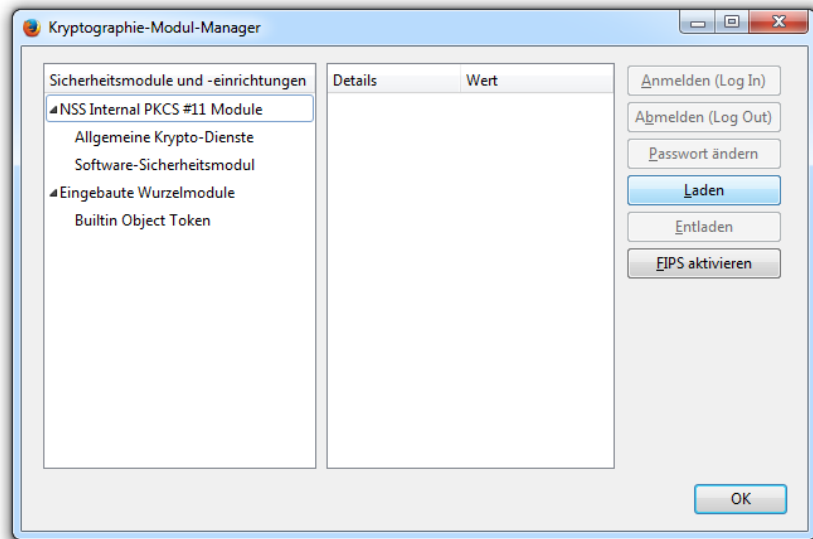 Kryptographie-Modul-Manager
Sicherheitsmodule und -einrichtungen
NSS Internal PKCS #11 Module
Allgemeine Krypto-Dienste
Software-Sicherheitsmodul
Eingebaute Wurzelmodule
Builtin Object Token
Details Wert
Anmelden (Log In)
Abmelden (Log Out)
Passwort ändern
Laden
Entladen
FIPS aktivieren
OK